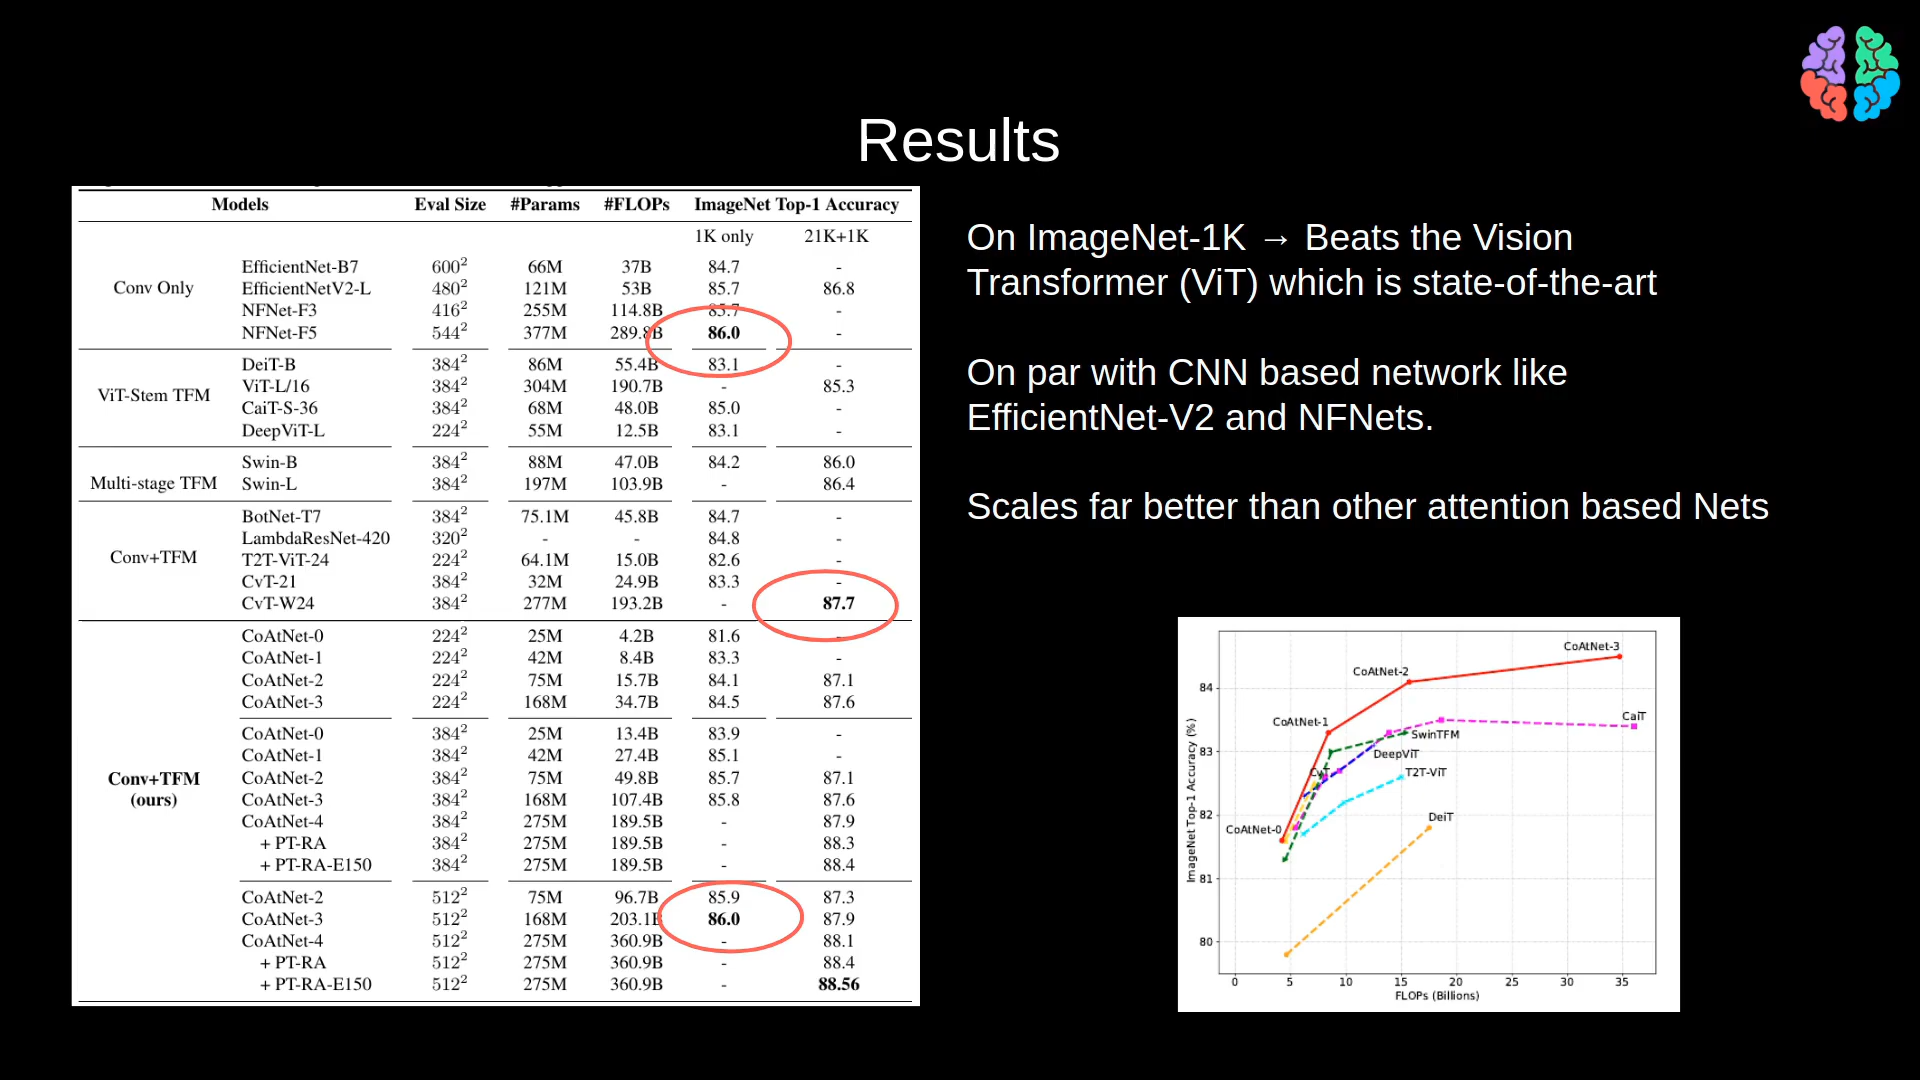 Results
Models Eval Size #Params #FLOPs ImageNet Top-1 Accuracy
1K only 21K+1K
Conv Only
EfficientNet-B7 600² 66M 37B 84.7 -
EfficientNetV2-L 480² 121M 53B 85.7 86.8
NFNet-F3 416² 255M 114.8B 85.7 -
NFNet-F5 544² 377M 289.8B 86.0 -
ViT-Stem TFM
DeiT-B 384² 86M 55.4B 83.1 -
ViT-L/16 384² 304M 190.7B - 85.3
CaiT-S-36 384² 68M 48.0B 85.0 -
DeepViT-L 224² 55M 12.5B 83.1 -
Multi-stage TFM
Swin-B 384² 88M 47.0B 84.2 86.0
Swin-L 384² 197M 103.9B - 86.4
Conv+TFM
BotNet-T7 384² 75.1M 45.8B 84.7 -
LambdaResNet-420 320² - - 84.8 -
T2T-ViT-24 224² 64.1M 15.0B 82.6 -
CvT-21 384² 32M 24.9B 83.3 -
CvT-W24 384² 277M 193.2B - 87.7
Conv+TFM
(ours)
CoAtNet-0 224² 25M 4.2B 81.6 -
CoAtNet-1 224² 42M 8.4B 83.3 -
CoAtNet-2 224² 75M 15.7B 84.1 87.1
CoAtNet-3 224² 168M 34.7B 84.5 87.6
CoAtNet-0 384² 25M 13.4B 83.9 -
CoAtNet-1 384² 42M 27.4B 85.1 -
CoAtNet-2 384² 75M 49.8B 85.7 87.1
CoAtNet-3 384² 168M 107.4B 85.8 87.6
CoAtNet-4 384² 275M 189.5B - 87.9
+ PT-RA 384² 275M 189.5B - 88.3
+ PT-RA-E150 384² 275M 189.5B - 88.4
CoAtNet-2 512² 75M 96.7B 85.9 87.3
CoAtNet-3 512² 168M 203.1B 86.0 87.9
CoAtNet-4 512² 275M 360.9B - 88.1
+ PT-RA 512² 275M 360.9B - 88.4
+ PT-RA-E150 512² 275M 360.9B - 88.56
On ImageNet-1K → Beats the Vision
Transformer (ViT) which is state-of-the-art
On par with CNN based network like
EfficientNet-V2 and NFNets.
Scales far better than other attention based Nets
ImageNet Top-1 Accuracy (%)
84
83
82
81
80
CoAtNet-3
CoAtNet-2
CoAtNet-1
CaiT
SwinTFM
DeepViT
CvT
T2T-ViT
DeiT
CoAtNet-0
0 5 10 15 20 25 30 35
FLOPs (Billions)